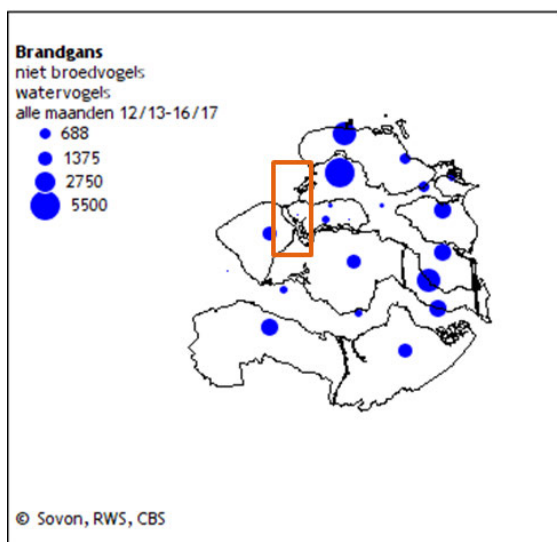 Brandgans
niet broedvogels
watervogels
alle maanden 12/13-16/17
688
1375
2750
5500
© Sovon, RWS, CBS